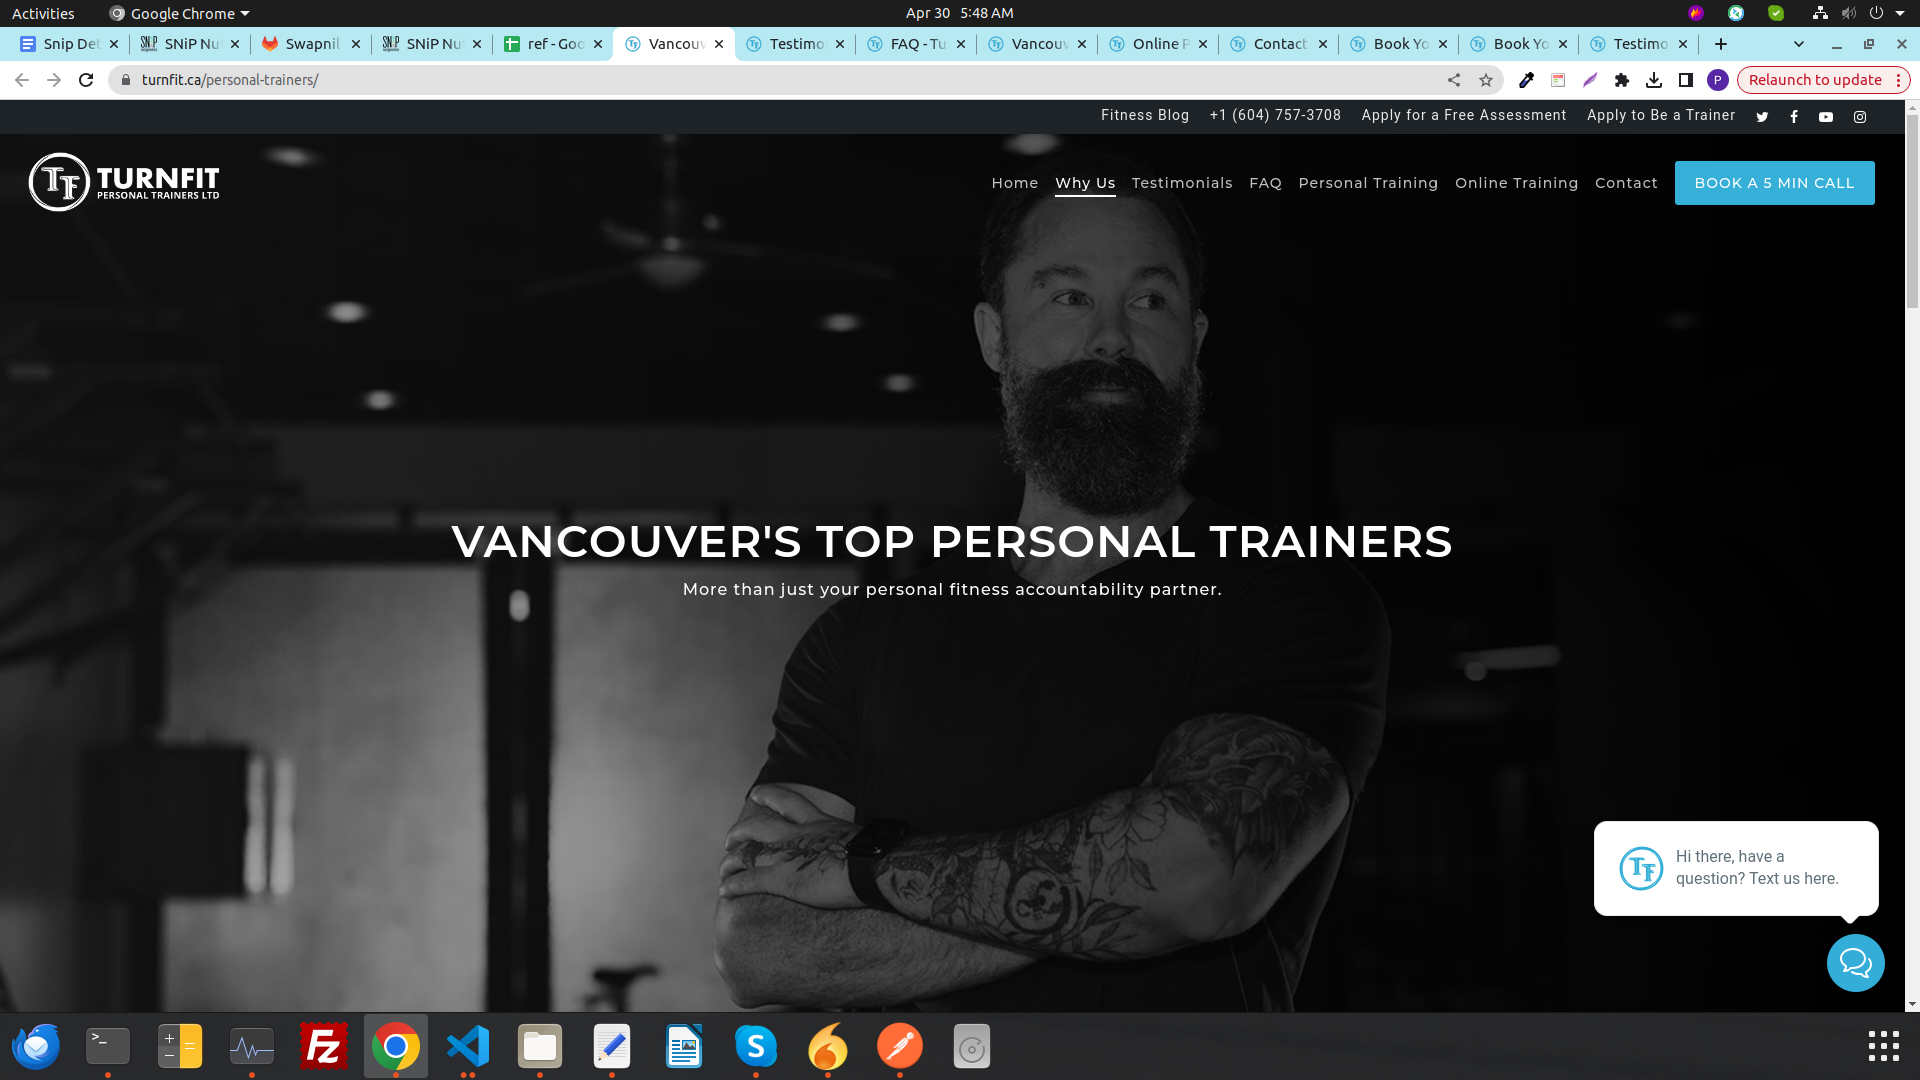 Activities
Google Chrome
Apr 30 5:48 AM
Snip Det
SNiP Nu
Swapnil
SNiP Nu
ref - Goo
Vancouv
Testimo
FAQ - Tu
Vancouv
Online P
Contact
Book Yo
Book Yo
Testimo
turnfit.ca/personal-trainers/
P
Relaunch to update
Fitness Blog
+1 (604) 757-3708
Apply for a Free Assessment
Apply to Be a Trainer
TF
TURNFIT
PERSONAL TRAINERS LTD
Home
Why Us
Testimonials
FAQ
Personal Training
Online Training
Contact
BOOK A 5 MIN CALL
VANCOUVER'S TOP PERSONAL TRAINERS
More than just your personal fitness accountability partner.
TF
Hi there, have a
question? Text us here.